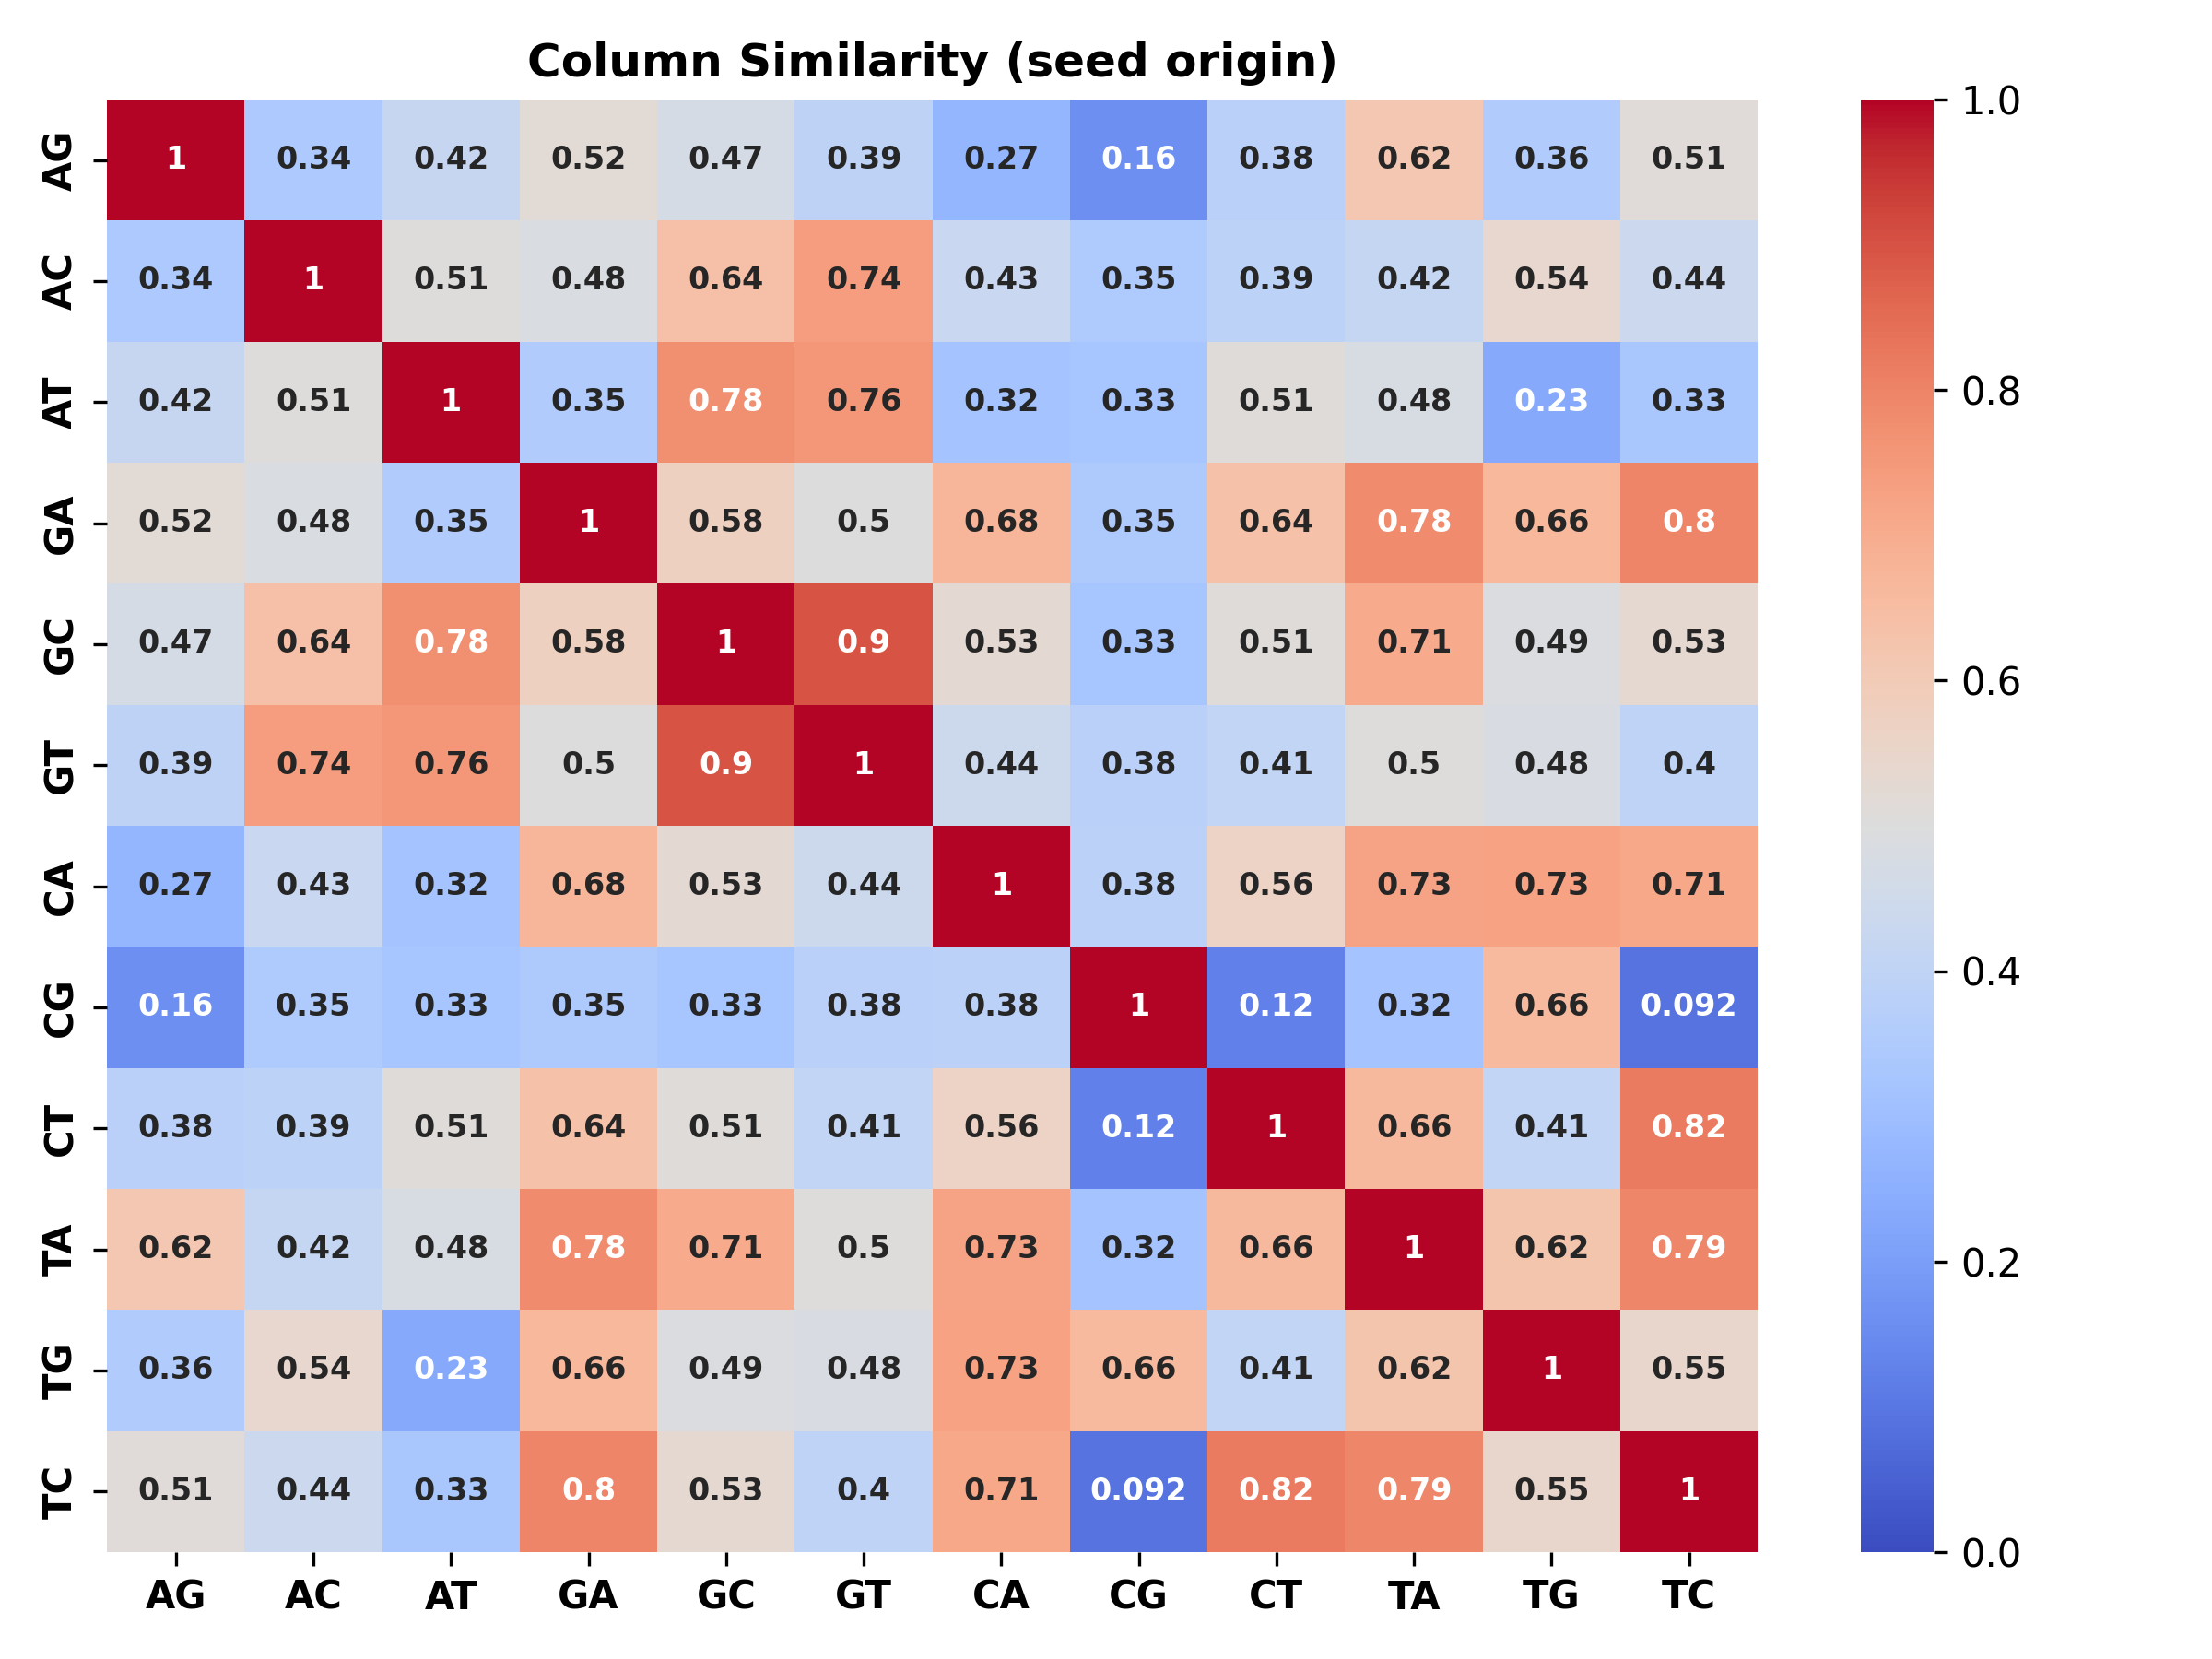 Column Similarity (seed origin)
AG 1 0.34 0.42 0.52 0.47 0.39 0.27 0.16 0.38 0.62 0.36 0.51
AC 0.34 1 0.51 0.48 0.64 0.74 0.43 0.35 0.39 0.42 0.54 0.44
AT 0.42 0.51 1 0.35 0.78 0.76 0.32 0.33 0.51 0.48 0.23 0.33
GA 0.52 0.48 0.35 1 0.58 0.5 0.68 0.35 0.64 0.78 0.66 0.8
GC 0.47 0.64 0.78 0.58 1 0.9 0.53 0.33 0.51 0.71 0.49 0.53
GT 0.39 0.74 0.76 0.5 0.9 1 0.44 0.38 0.41 0.5 0.48 0.4
CA 0.27 0.43 0.32 0.68 0.53 0.44 1 0.38 0.56 0.73 0.73 0.71
CG 0.16 0.35 0.33 0.35 0.33 0.38 0.38 1 0.12 0.32 0.66 0.092
CT 0.38 0.39 0.51 0.64 0.51 0.41 0.56 0.12 1 0.66 0.41 0.82
TA 0.62 0.42 0.48 0.78 0.71 0.5 0.73 0.32 0.66 1 0.62 0.79
TG 0.36 0.54 0.23 0.66 0.49 0.48 0.73 0.66 0.41 0.62 1 0.55
TC 0.51 0.44 0.33 0.8 0.53 0.4 0.71 0.092 0.82 0.79 0.55 1
AG AC AT GA GC GT CA CG CT TA TG TC
1.0
0.8
0.6
0.4
0.2
0.0